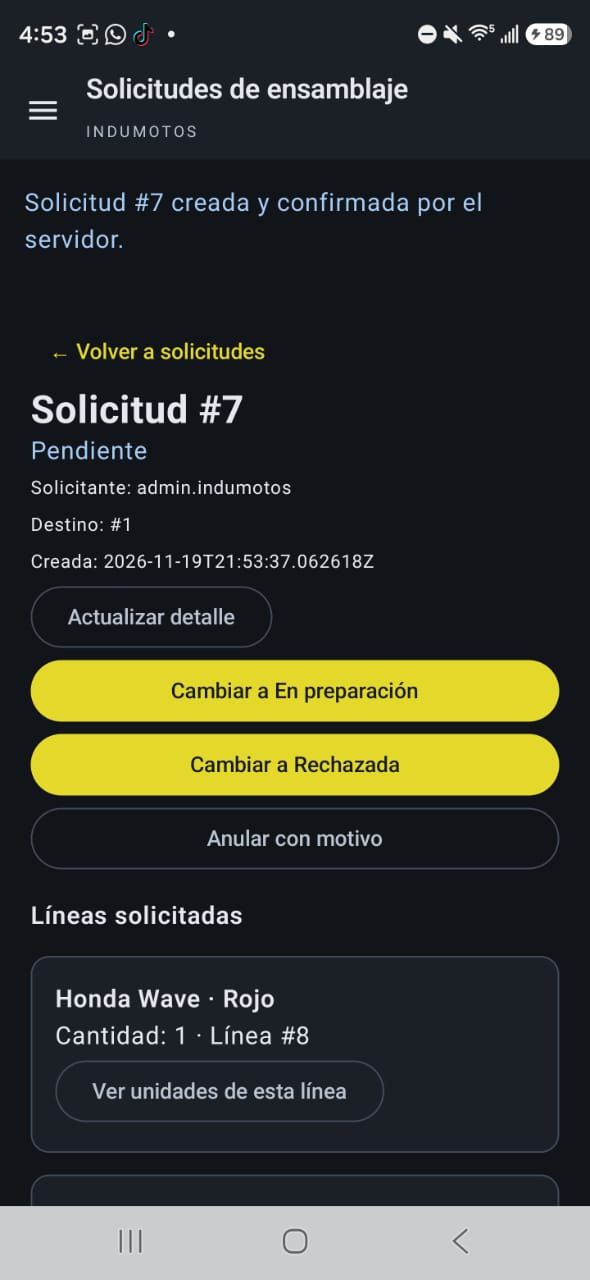 4:53
5
89
Solicitudes de ensamblaje
INDUMOTOS
Solicitud #7 creada y confirmada por el
servidor.
← Volver a solicitudes
Solicitud #7
Pendiente
Solicitante: admin.indumotos
Destino: #1
Creada: 2026-11-19T21:53:37.062618Z
Actualizar detalle
Cambiar a En preparación
Cambiar a Rechazada
Anular con motivo
Líneas solicitadas
Honda Wave · Rojo
Cantidad: 1 · Línea #8
Ver unidades de esta línea